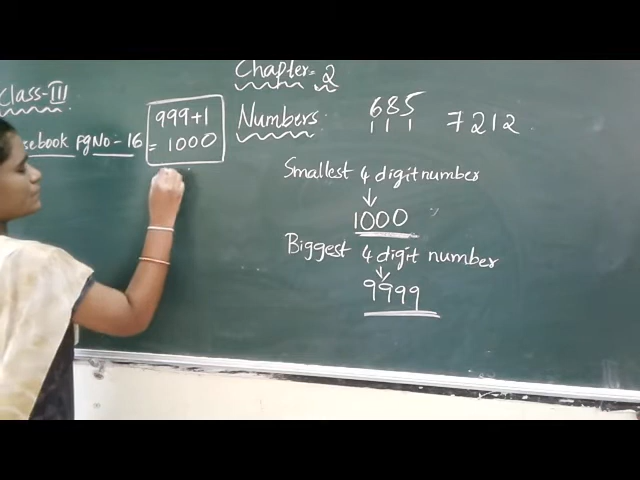 Chapter - 2
Class-III
Numbers:
sebook pgNo:- 16
999+1
= 1000
685
7212
Smallest 4 digit number
1000
Biggest 4 digit number
9999